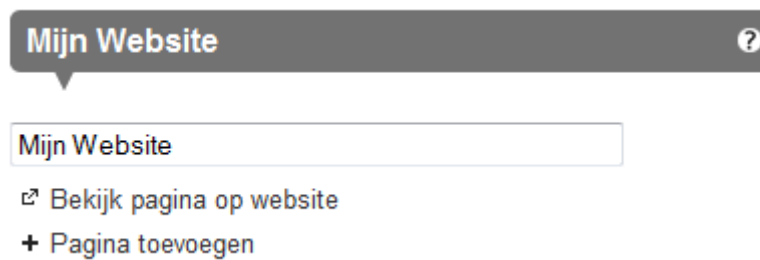 Mijn Website
?
Mijn Website
Bekijk pagina op website
+ Pagina toevoegen